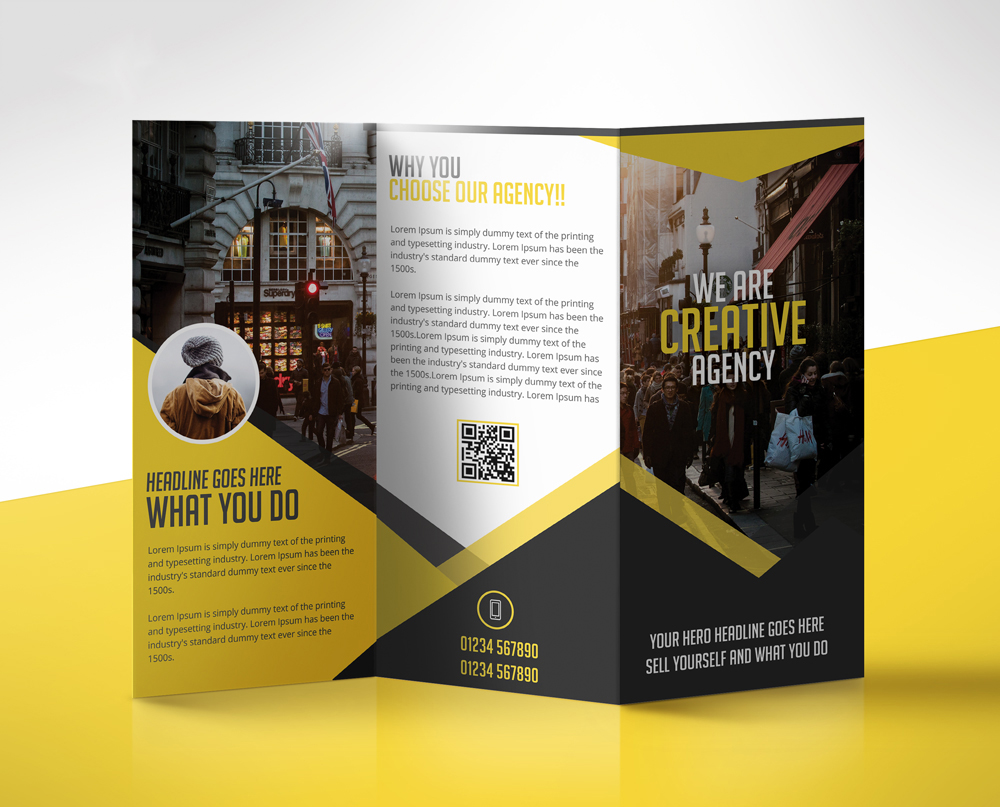 Superdry
HEADLINE GOES HERE
WHAT YOU DO
Lorem Ipsum is simply dummy text of the printing
and typesetting industry. Lorem Ipsum has been the
industry's standard dummy text ever since the
1500s.
Lorem Ipsum is simply dummy text of the printing
and typesetting industry. Lorem Ipsum has been the
industry's standard dummy text ever since the
1500s.
WHY YOU
CHOOSE OUR AGENCY!!
Lorem Ipsum is simply dummy text of the printing
and typesetting industry. Lorem Ipsum has been the
industry's standard dummy text ever since the
1500s.
Lorem Ipsum is simply dummy text of the printing
and typesetting industry. Lorem Ipsum has been the
industry's standard dummy text ever since the
1500s.Lorem Ipsum is simply dummy text of the
printing and typesetting industry. Lorem Ipsum has
been the industry's standard dummy text ever since
the 1500s.Lorem Ipsum is simply dummy text of the
printing and typesetting industry. Lorem Ipsum has
01234 567890
01234 567890
WE ARE
CREATIVE
AGENCY
H&M
YOUR HERO HEADLINE GOES HERE
SELL YOURSELF AND WHAT YOU DO